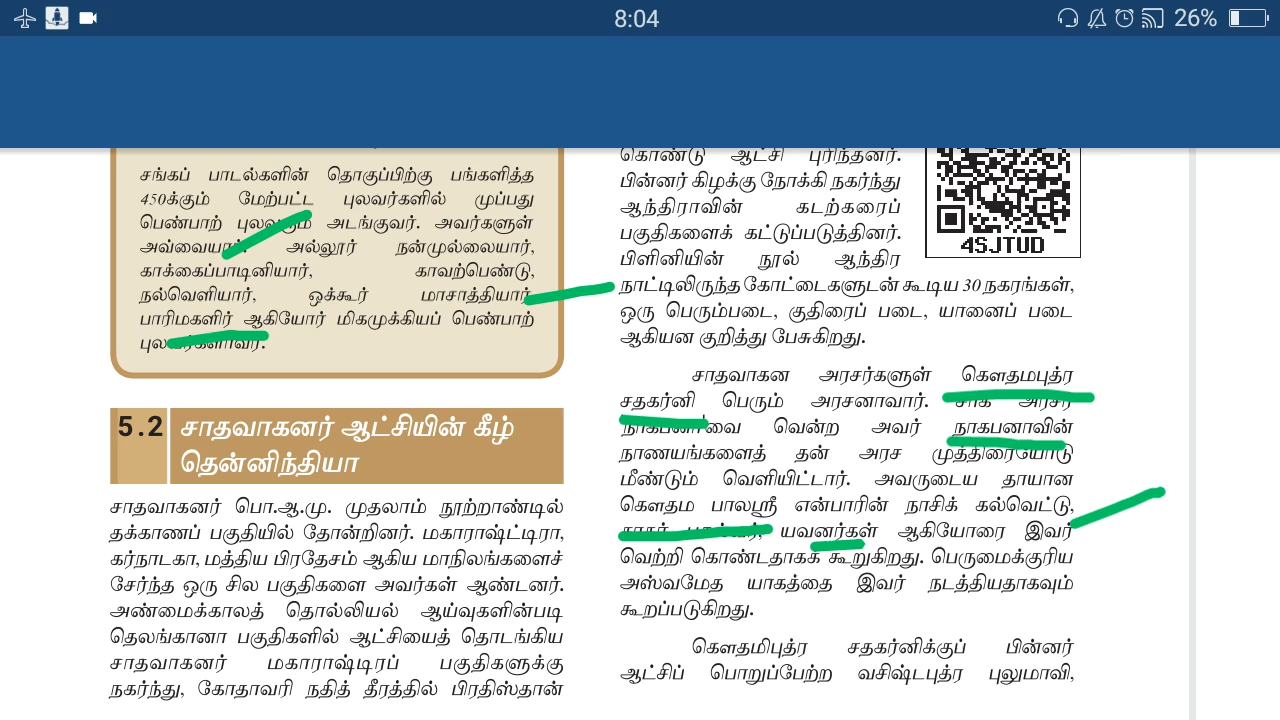 8:04
26%
சங்கப் பாடல்களின் தொகுப்பிற்கு பங்களித்த
450க்கும் மேற்பட்ட புலவர்களில் முப்பது
பெண்பாற் அடங்குவர். அவர்களுள்
அவ்வையார், அல்லூர் நன்முல்லையார்,
காக்கைப்பாடினியார், காவற்பெண்டு,
நல்வெளியார், ஒக்கூர் மாசாத்தியார்,
பாரிமகளிர் ஆகியோர் மிகமுக்கியப் பெண்பாற்
புலவர்களாவர்.
5.2 சாதவாகனர் ஆட்சியின் கீழ்
தென்னிந்தியா
சாதவாகனர் பொ.ஆ.மு. முதலாம் நூற்றாண்டில்
தக்காணப் பகுதியில் தோன்றினர். மகாராஷ்ட்டிரா,
கர்நாடகா, மத்திய பிரதேசம் ஆகிய மாநிலங்களைச்
சேர்ந்த ஒரு சில பகுதிகளை அவர்கள் ஆண்டனர்.
அண்மைக்காலத் தொல்லியல் ஆய்வுகளின்படி
தெலங்கானா பகுதிகளில் ஆட்சியைத் தொடங்கிய
சாதவாகனர் மகாராஷ்டிரப் பகுதிகளுக்கு
நகர்ந்து, கோதாவரி நதித் தீரத்தில் பிரதிஸ்தான்
கொண்டு ஆட்சி புரிந்தனர்.
பின்னர் கிழக்கு நோக்கி நகர்ந்து
ஆந்திராவின் கடற்கரைப்
பகுதிகளைக் கட்டுப்படுத்தினர்.
பிளினியின் நூல் ஆந்திர
4SJTUD
நாட்டிலிருந்த கோட்டைகளுடன் கூடிய 30 நகரங்கள்,
ஒரு பெரும்படை, குதிரைப் படை, யானைப் படை
ஆகியன குறித்து பேசுகிறது.
சாதவாகன அரசர்களுள் கௌதமபுத்ர
சதகர்னி பெரும் அரசனாவார். சாக அரசர்
நாகபனாவை வென்ற அவர் நாகபனாவின்
நாணயங்களைத் தன் அரச முத்திரையோடு
மீண்டும் வெளியிட்டார். அவருடைய தாயான
கௌதம பாலஸ்ரீ என்பாரின் நாசிக் கல்வெட்டு,
யவனர்கள் ஆகியோரை இவர்
வெற்றி கொண்டதாகக் கூறுகிறது. பெருமைக்குரிய
அஸ்வமேத யாகத்தை இவர் நடத்தியதாகவும்
கூறப்படுகிறது.
கௌதமிபுத்ர சதகர்னிக்குப் பின்னர்
ஆட்சிப் பொறுப்பேற்ற வசிஷ்டபுத்ர புலுமாவி,